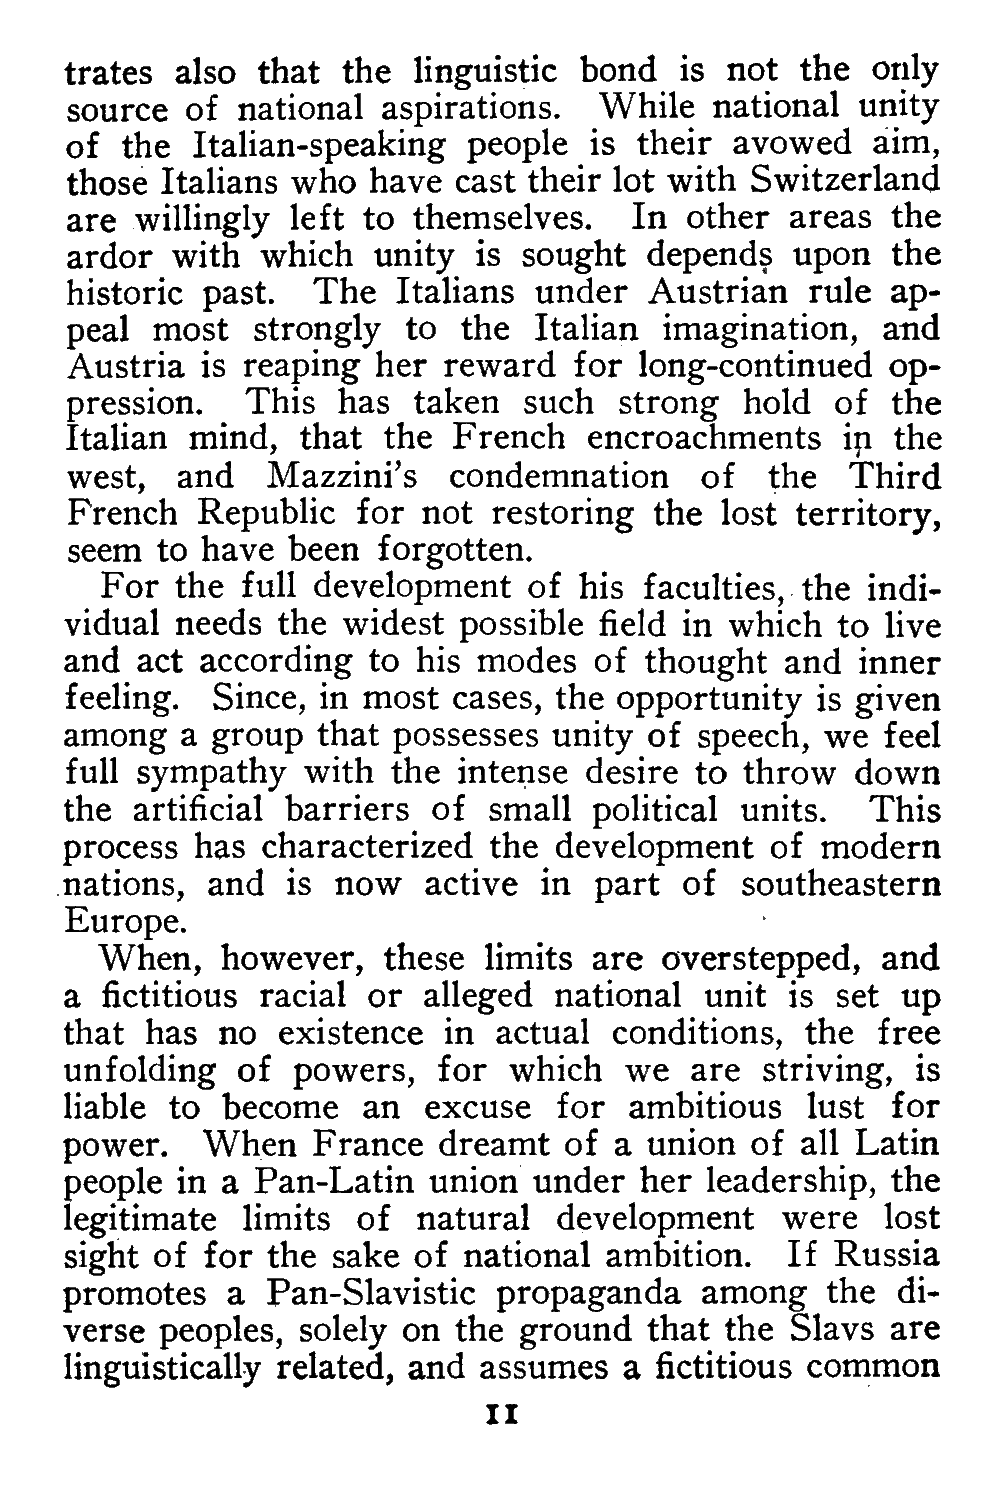 trates also that the linguistic bond is not the only
source of national aspirations. While national unity
of the Italian-speaking people is their avowed aim,
those Italians who have cast their lot with Switzerland
are willingly left to themselves. In other areas the
ardor with which unity is sought depends upon the
historic past. The Italians under Austrian rule ap-
peal most strongly to the Italian imagination, and
Austria is reaping her reward for long-continued op-
pression. This has taken such strong hold of the
Italian mind, that the French encroachments in the
west, and Mazzini's condemnation of the Third
French Republic for not restoring the lost territory,
seem to have been forgotten.
For the full development of his faculties, the indi-
vidual needs the widest possible field in which to live
and act according to his modes of thought and inner
feeling. Since, in most cases, the opportunity is given
among a group that possesses unity of speech, we feel
full sympathy with the intense desire to throw down
the artificial barriers of small political units. This
process has characterized the development of modern
nations, and is now active in part of southeastern
Europe.
When, however, these limits are overstepped, and
a fictitious racial or alleged national unit is set up
that has no existence in actual conditions, the free
unfolding of powers, for which we are striving, is
liable to become an excuse for ambitious lust for
power. When France dreamt of a union of all Latin
people in a Pan-Latin union under her leadership, the
legitimate limits of natural development were lost
sight of for the sake of national ambition. If Russia
promotes a Pan-Slavistic propaganda among the di-
verse peoples, solely on the ground that the Slavs are
linguistically related, and assumes a fictitious common
11